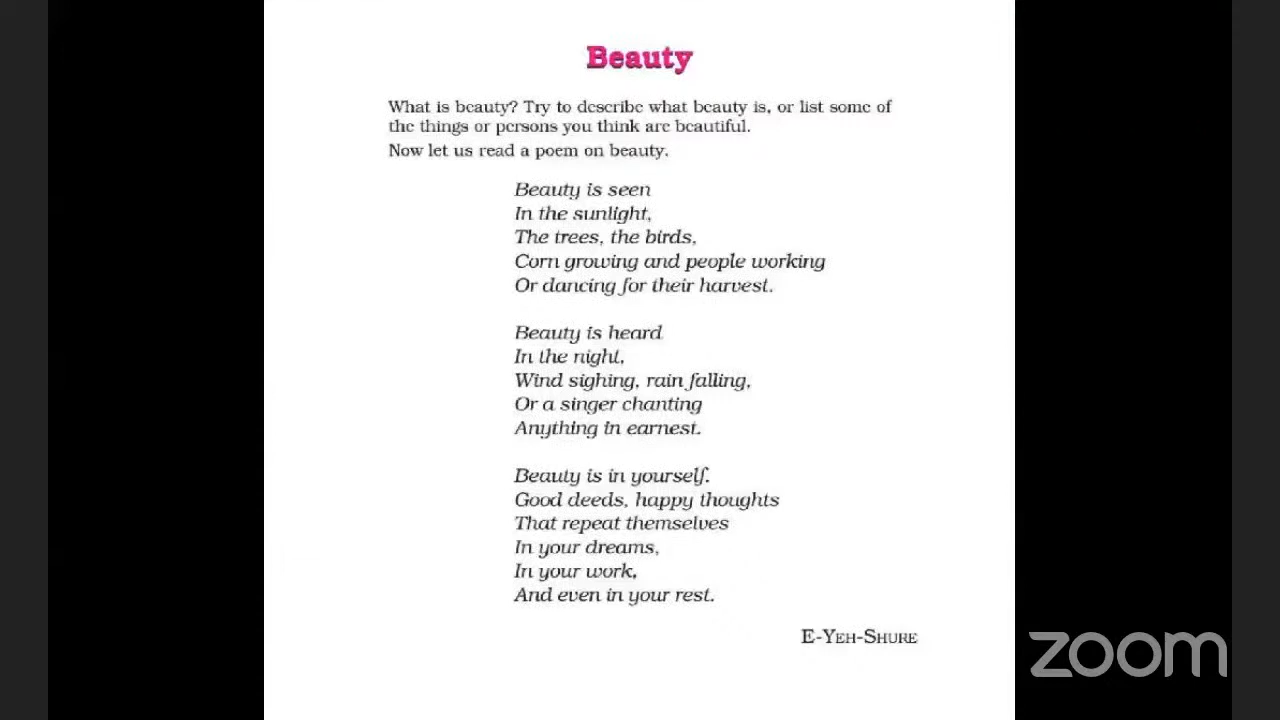 Beauty
What is beauty? Try to describe what beauty is, or list some of
the things or persons you think are beautiful.
Now let us read a poem on beauty.
Beauty is seen
In the sunlight,
The trees, the birds,
Corn growing and people working
Or dancing for their harvest.
Beauty is heard
In the night,
Wind sighing, rain falling,
Or a singer chanting
Anything in earnest.
Beauty is in yourself.
Good deeds, happy thoughts
That repeat themselves
In your dreams,
In your work,
And even in your rest.
E-YEH-SHURE
zoom